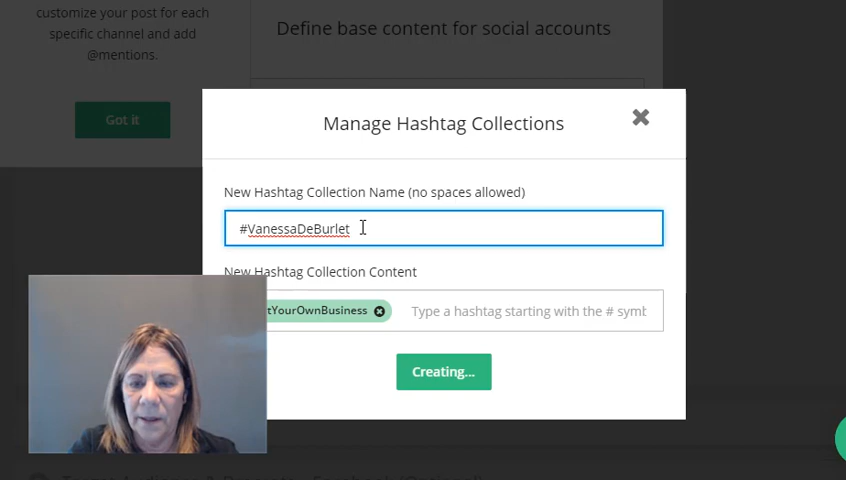 customize your post for each
specific channel and add
@mentions.
Got it
Define base content for social accounts
Manage Hashtag Collections
New Hashtag Collection Name (no spaces allowed)
#VanessaDeBurlet
New Hashtag Collection Content
tYourOwnBusiness
Type a hashtag starting with the # symb
Creating...